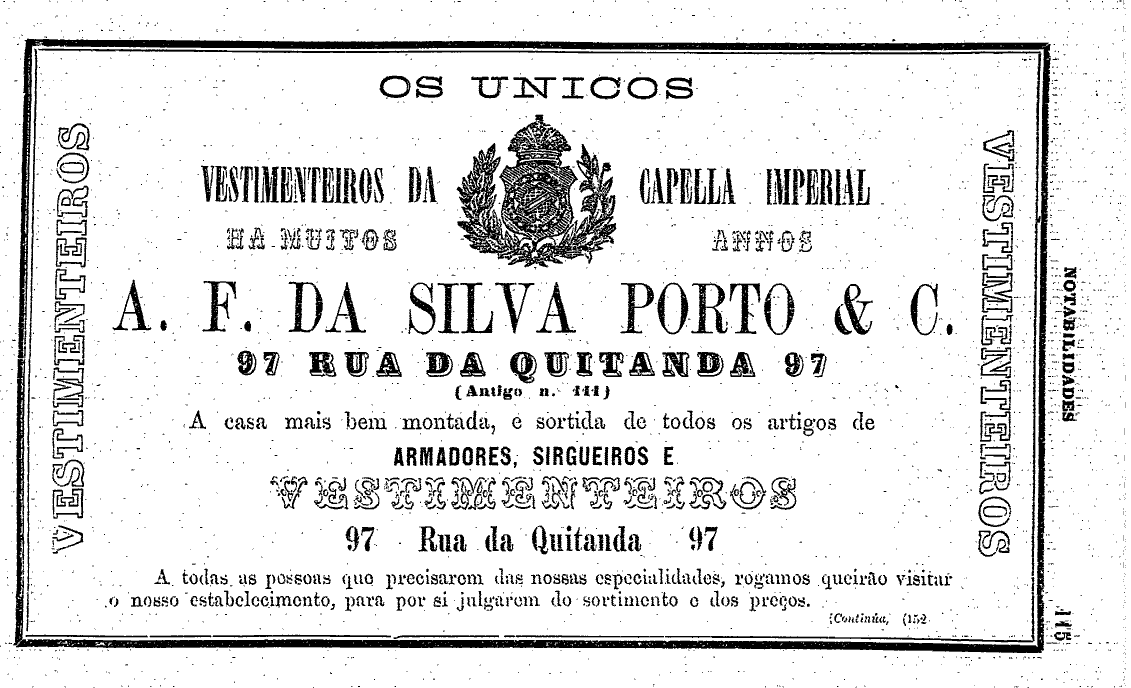 OS UNICOS
VESTIMENTEIROS DA CAPELLA IMPERIAL
HA MUITOS ANNOS
A. F. DA SILVA PORTO & C.
97 RUA DA QUITANDA 97
(Antigo n. 111)
A casa mais bem montada, e sortida de todos os artigos de
ARMADORES, SIRGUEIROS E
VESTIMENTEIROS
97 Rua da Quitanda 97
A todas as pessoas que precisarem das nossas especialidades, rogamos queirão visitar
o nosso estabelecimento, para por si julgarem do sortimento e dos preços.
(Continúa, (152
VESTIMENTEIROS
VESTIMENTEIROS
NOTABILIDADES
115